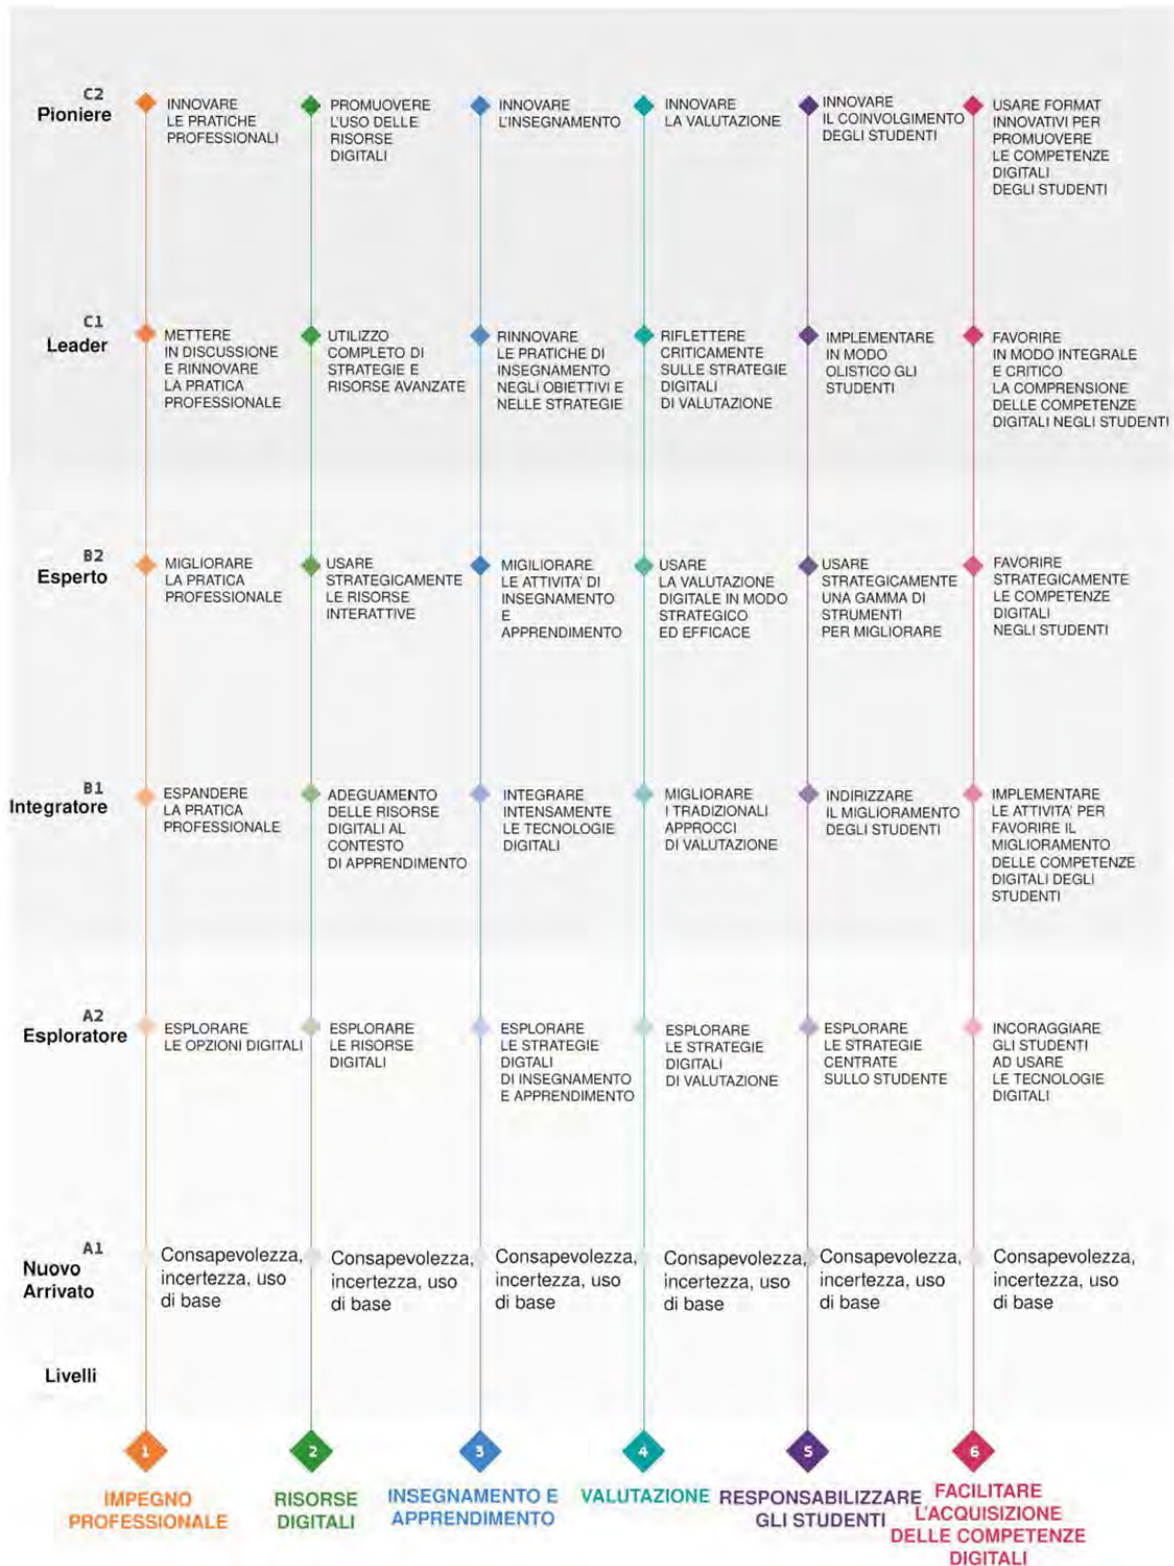 C2
Pioniere
INNOVARE
LE PRATICHE
PROFESSIONALI
PROMUOVERE
L'USO DELLE
RISORSE
DIGITALI
INNOVARE
L'INSEGNAMENTO
INNOVARE
LA VALUTAZIONE
INNOVARE
IL COINVOLGIMENTO
DEGLI STUDENTI
USARE FORMAT
INNOVATIVI PER
PROMUOVERE
LE COMPETENZE
DIGITALI
DEGLI STUDENTI
C1
Leader
METTERE
IN DISCUSSIONE
E RINNOVARE
LA PRATICA
PROFESSIONALE
UTILIZZO
COMPLETO DI
STRATEGIE E
RISORSE AVANZATE
RINNOVARE
LE PRATICHE DI
INSEGNAMENTO
NEGLI OBIETTIVI E
NELLE STRATEGIE
RIFLETTERE
CRITICAMENTE
SULLE STRATEGIE
DIGITALI
DI VALUTAZIONE
IMPLEMENTARE
IN MODO
OLISTICO GLI
STUDENTI
FAVORIRE
IN MODO INTEGRALE
E CRITICO
LA COMPRENSIONE
DELLE COMPETENZE
DIGITALI NEGLI STUDENTI
B2
Esperto
MIGLIORARE
LA PRATICA
PROFESSIONALE
USARE
STRATEGICAMENTE
LE RISORSE
INTERATTIVE
MIGILIORARE
LE ATTIVITA' DI
INSEGNAMENTO
E
APPRENDIMENTO
USARE
LA VALUTAZIONE
DIGITALE IN MODO
STRATEGICO
ED EFFICACE
USARE
STRATEGICAMENTE
UNA GAMMA DI
STRUMENTI
PER MIGLIORARE
FAVORIRE
STRATEGICAMENTE
LE COMPETENZE
DIGITALI
NEGLI STUDENTI
B1
Integratore
ESPANDERE
LA PRATICA
PROFESSIONALE
ADEGUAMENTO
DELLE RISORSE
DIGITALI AL
CONTESTO
DI APPRENDIMENTO
INTEGRARE
INTENSAMENTE
LE TECNOLOGIE
DIGITALI
MIGLIORARE
I TRADIZIONALI
APPROCCI
DI VALUTAZIONE
INDIRIZZARE
IL MIGLIORAMENTO
DEGLI STUDENTI
IMPLEMENTARE
LE ATTIVITA' PER
FAVORIRE IL
MIGLIORAMENTO
DELLE COMPETENZE
DIGITALI DEGLI
STUDENTI
A2
Esploratore
ESPLORARE
LE OPZIONI DIGITALI
ESPLORARE
LE RISORSE
DIGITALI
ESPLORARE
LE STRATEGIE
DIGTALI
DI INSEGNAMENTO
E APPRENDIMENTO
ESPLORARE
LE STRATEGIE
DIGITALI
DI VALUTAZIONE
ESPLORARE
LE STRATEGIE
CENTRATE
SULLO STUDENTE
INCORAGGIARE
GLI STUDENTI
AD USARE
LE TECNOLOGIE
DIGITALI
A1
Nuovo
Arrivato
Consapevolezza,
incertezza, uso
di base
Consapevolezza,
incertezza, uso
di base
Consapevolezza,
incertezza, uso
di base
Consapevolezza,
incertezza, uso
di base
Consapevolezza,
incertezza, uso
di base
Consapevolezza,
incertezza, uso
di base
Livelli
1
IMPEGNO
PROFESSIONALE
2
RISORSE
DIGITALI
3
INSEGNAMENTO E
APPRENDIMENTO
4
VALUTAZIONE
5
RESPONSABILIZZARE
GLI STUDENTI
6
FACILITARE
L'ACQUISIZIONE
DELLE COMPETENZE
DIGITALI